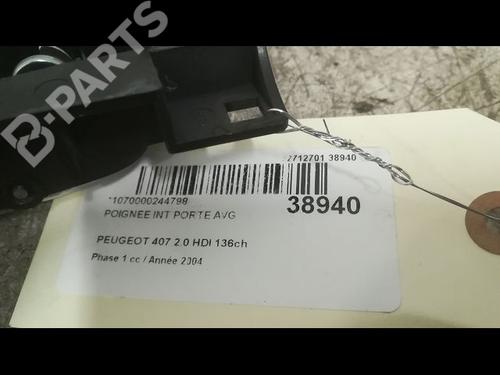 B-PARTS
2712701 38940
*1070000244798
38940
POIGNEE INT PORTE AVG
PEUGEOT 407 2.0 HDI 136ch
Phase 1 cc / Année 2004